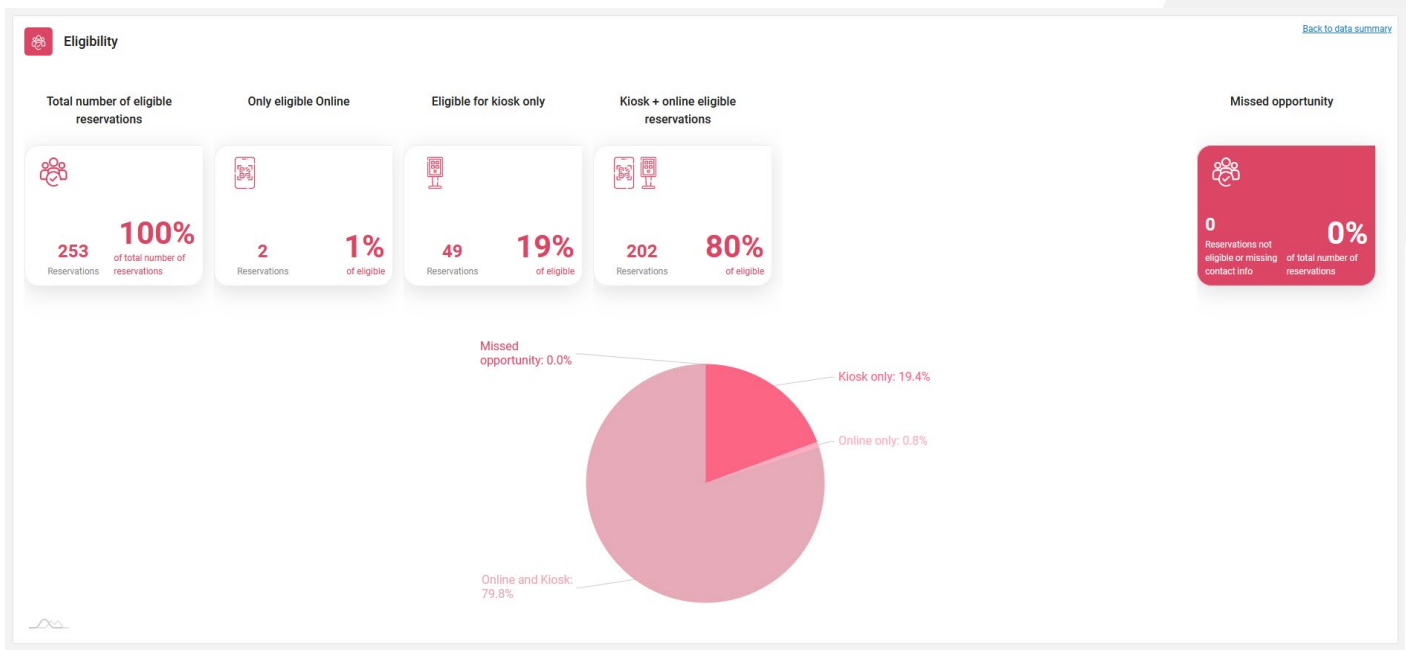 Eligibility
Back to data summary
Total number of eligible
reservations
Only eligible Online
Eligible for kiosk only
Kiosk + online eligible
reservations
Missed opportunity
253
Reservations
100%
of total number of
reservations
2
Reservations
1%
of eligible
49
Reservations
19%
of eligible
202
Reservations
80%
of eligible
0
Reservations not
eligible or missing
contact info
0%
of total number of
reservations
Missed
opportunity: 0.0%
Kiosk only: 19.4%
Online only: 0.8%
Online and Kiosk:
79.8%